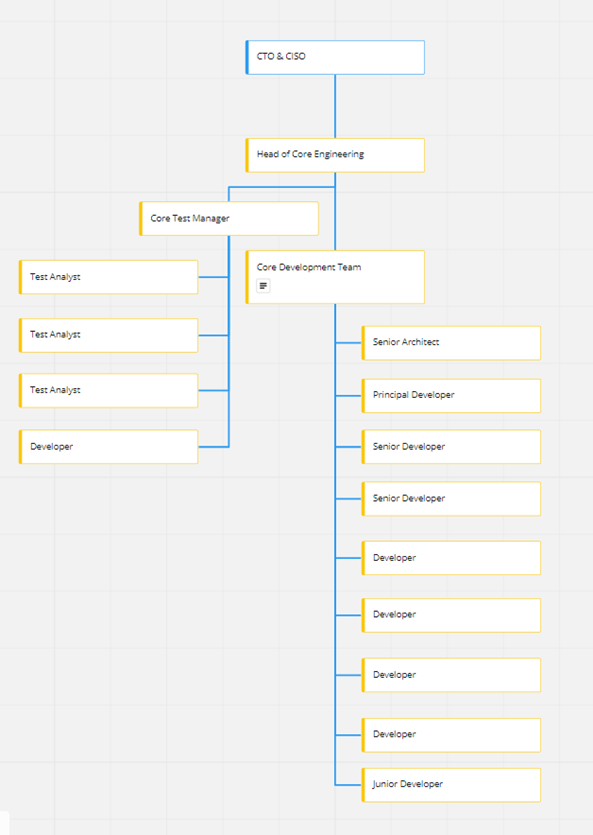 CTO & CISO
Head of Core Engineering
Core Test Manager
Core Development Team
Test Analyst
Test Analyst
Test Analyst
Developer
Senior Architect
Principal Developer
Senior Developer
Senior Developer
Developer
Developer
Developer
Developer
Junior Developer